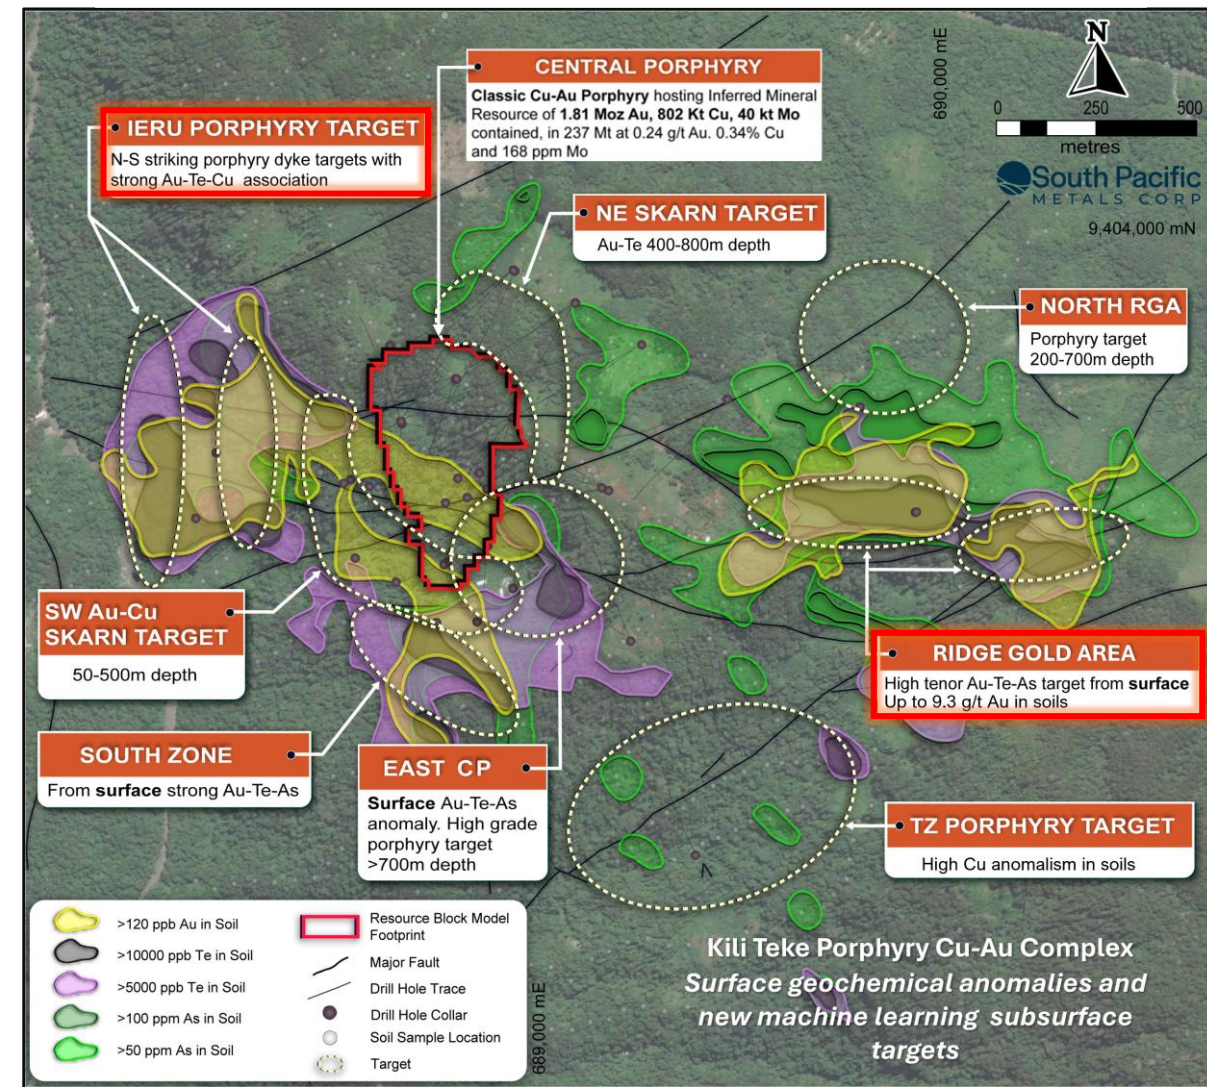 N
0 250 500
metres
South Pacific
METALS CORP
690,000 mE
9,404,000 mN
CENTRAL PORPHYRY
Classic Cu-Au Porphyry hosting Inferred Mineral
Resource of 1.81 Moz Au, 802 Kt Cu, 40 kt Mo
contained, in 237 Mt at 0.24 g/t Au. 0.34% Cu
and 168 ppm Mo
IERU PORPHYRY TARGET
N-S striking porphyry dyke targets with
strong Au-Te-Cu association
NE SKARN TARGET
Au-Te 400-800m depth
NORTH RGA
Porphyry target
200-700m depth
SW Au-Cu
SKARN TARGET
50-500m depth
RIDGE GOLD AREA
High tenor Au-Te-As target from surface
Up to 9.3 g/t Au in soils
SOUTH ZONE
From surface strong Au-Te-As
EAST CP
Surface Au-Te-As
anomaly. High grade
porphyry target
>700m depth
TZ PORPHYRY TARGET
High Cu anomalism in soils
>120 ppb Au in Soil
>10000 ppb Te in Soil
>5000 ppb Te in Soil
>100 ppm As in Soil
>50 ppm As in Soil
Resource Block Model
Footprint
Major Fault
Drill Hole Trace
Drill Hole Collar
Soil Sample Location
Target
689,000 mE
Kili Teke Porphyry Cu-Au Complex
Surface geochemical anomalies and
new machine learning subsurface
targets